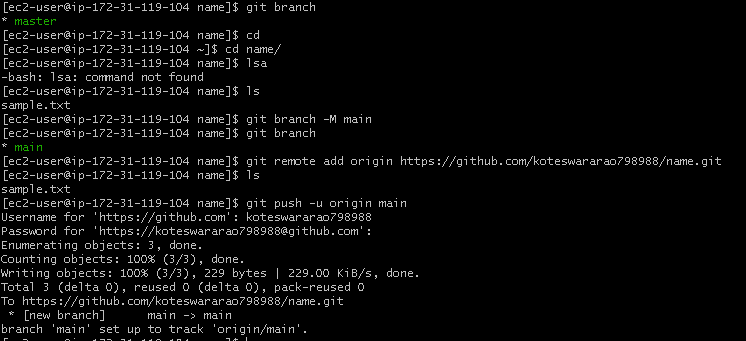 [ec2-user@ip-172-31-119-104 name]$ git branch
* master
[ec2-user@ip-172-31-119-104 name]$ cd
[ec2-user@ip-172-31-119-104 ~]$ cd name/
[ec2-user@ip-172-31-119-104 name]$ lsa
-bash: lsa: command not found
[ec2-user@ip-172-31-119-104 name]$ ls
sample.txt
[ec2-user@ip-172-31-119-104 name]$ git branch -M main
[ec2-user@ip-172-31-119-104 name]$ git branch
* main
[ec2-user@ip-172-31-119-104 name]$ git remote add origin https://github.com/koteswararao798988/name.git
[ec2-user@ip-172-31-119-104 name]$ ls
sample.txt
[ec2-user@ip-172-31-119-104 name]$ git push -u origin main
Username for 'https://github.com': koteswararao798988
Password for 'https://koteswararao798988@github.com':
Enumerating objects: 3, done.
Counting objects: 100% (3/3), done.
Writing objects: 100% (3/3), 229 bytes | 229.00 KiB/s, done.
Total 3 (delta 0), reused 0 (delta 0), pack-reused 0
To https://github.com/koteswararao798988/name.git
 * [new branch]      main -> main
branch 'main' set up to track 'origin/main'.
[ec2-user@ip-172-31-119-104 name]$